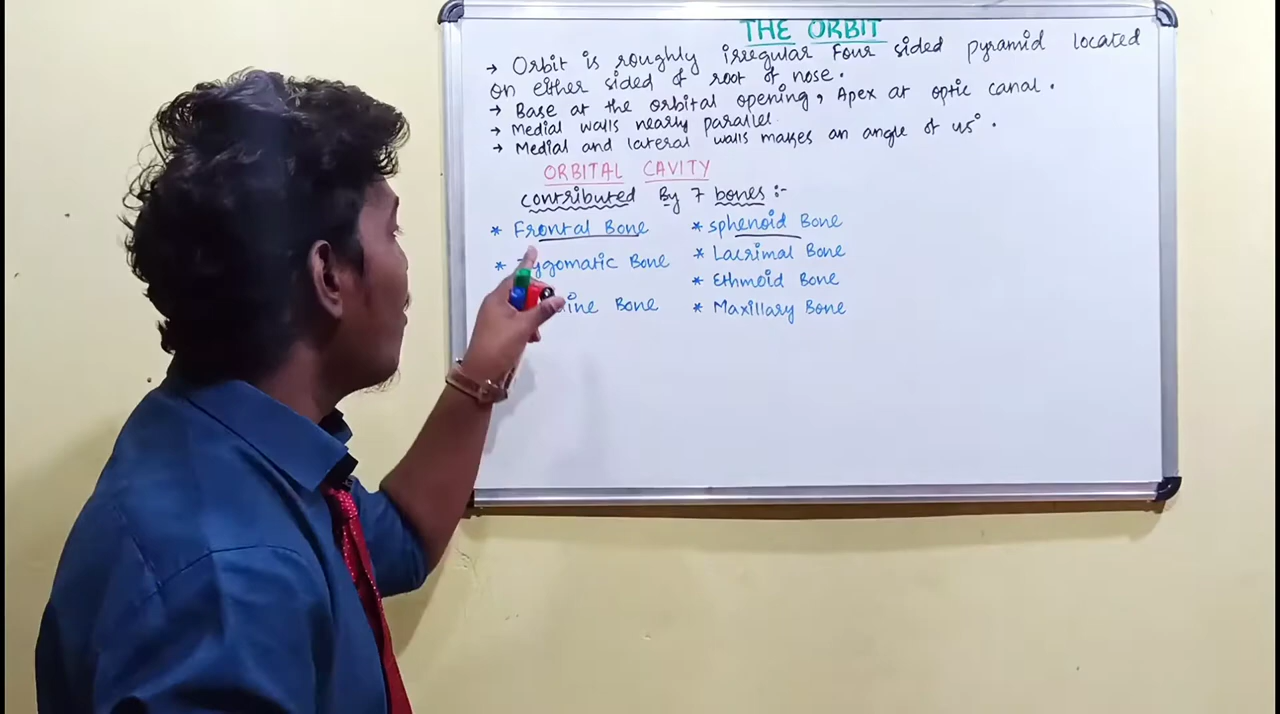 THE ORBIT
→ Orbit is roughly irregular Four sided pyramid located
on either sided of root of nose.
→ Base at the orbital opening, Apex at optic canal.
→ Medial walls nearly parallel.
→ Medial and lateral walls makes an angle of 45°.
ORBITAL CAVITY
contributed By 7 bones :-
* Frontal Bone * sphenoid Bone
* Zygomatic Bone * Lacrimal Bone
* Ethmoid Bone
Bone * Maxillary Bone